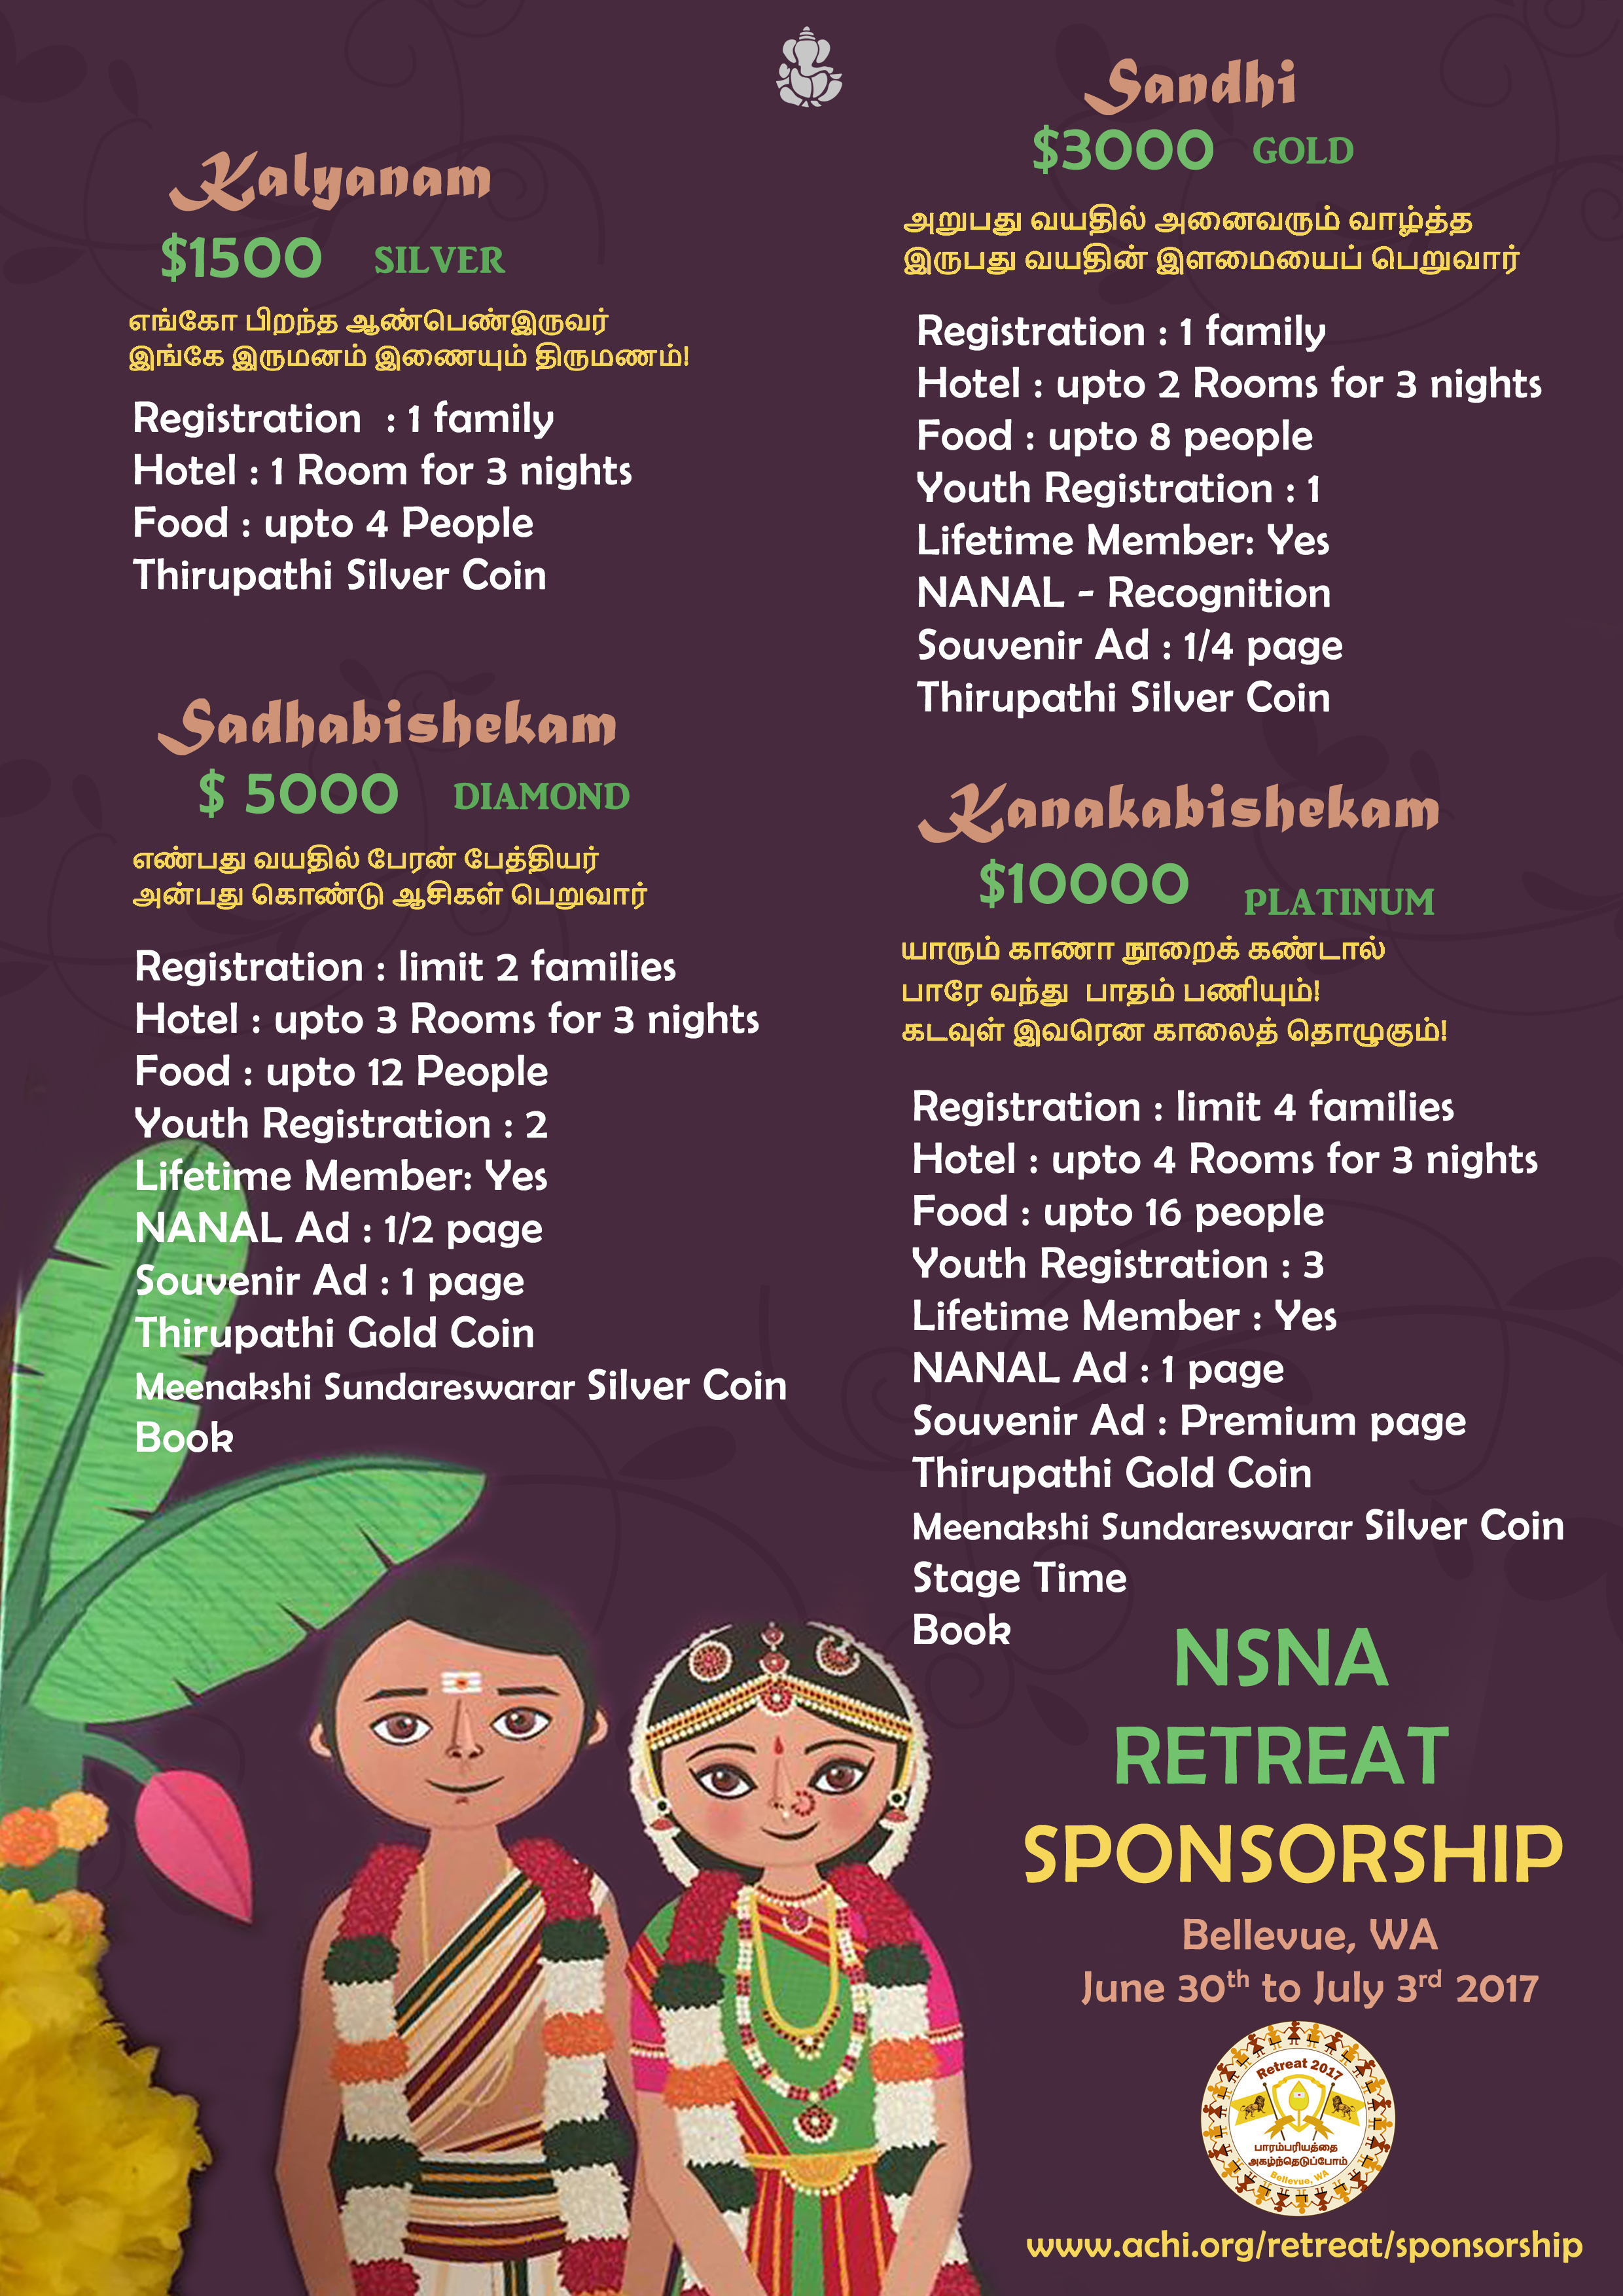 Kalyanam
$1500 SILVER
எங்கோ பிறந்த ஆண்பெண்இருவர்
இங்கே இருமனம் இணையும் திருமணம்!
Registration : 1 family
Hotel : 1 Room for 3 nights
Food : upto 4 People
Thirupathi Silver Coin
Sandhi
$3000 GOLD
அறுபது வயதில் அனைவரும் வாழ்த்த
இருபது வயதின் இளமையைப் பெறுவார்
Registration : 1 family
Hotel : upto 2 Rooms for 3 nights
Food : upto 8 people
Youth Registration : 1
Lifetime Member: Yes
NANAL - Recognition
Souvenir Ad : 1/4 page
Thirupathi Silver Coin
Sadhabishekam
$ 5000 DIAMOND
எண்பது வயதில் பேரன் பேத்தியர்
அன்பது கொண்டு ஆசிகள் பெறுவார்
Registration : limit 2 families
Hotel : upto 3 Rooms for 3 nights
Food : upto 12 People
Youth Registration : 2
Lifetime Member: Yes
NANAL Ad : 1/2 page
Souvenir Ad : 1 page
Thirupathi Gold Coin
Meenakshi Sundareswarar Silver Coin
Book
Kanakabishekam
$10000 PLATINUM
யாரும் காணா நூறைக் கண்டால்
பாரே வந்து பாதம் பணியும்!
கடவுள் இவரென காலைத் தொழுகும்!
Registration : limit 4 families
Hotel : upto 4 Rooms for 3 nights
Food : upto 16 people
Youth Registration : 3
Lifetime Member : Yes
NANAL Ad : 1 page
Souvenir Ad : Premium page
Thirupathi Gold Coin
Meenakshi Sundareswarar Silver Coin
Stage Time
Book
NSNA
RETREAT
SPONSORSHIP
Bellevue, WA
June 30th to July 3rd 2017
Retreat 2017
பாரம்பரியத்தை
அகழ்ந்தெடுப்போம்
Bellevue, WA
www.achi.org/retreat/sponsorship